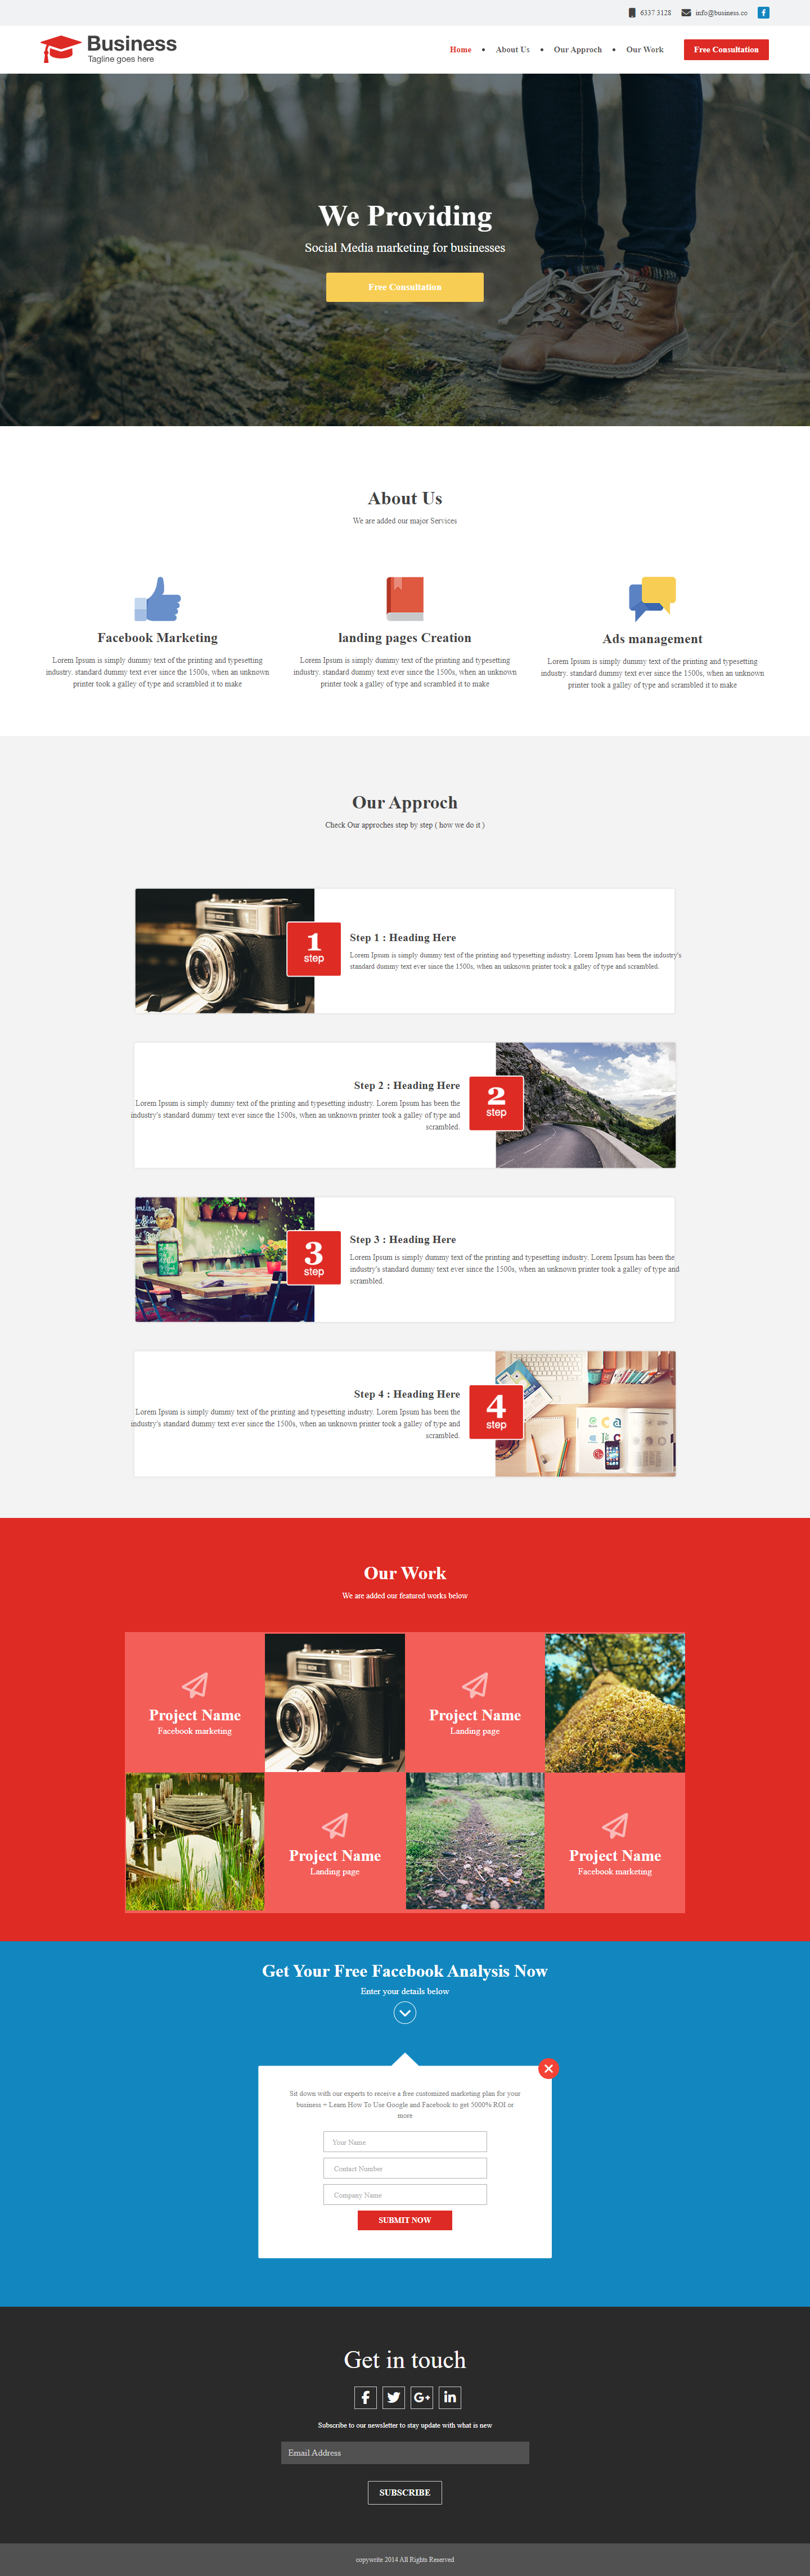 6337 3128 info@business.co
Business
Tagline goes here
Home • About Us • Our Approch • Our Work Free Consultation
We Providing
Social Media marketing for businesses
Free Consultation
About Us
We are added our major Services
Facebook Marketing
Lorem Ipsum is simply dummy text of the printing and typesetting
industry. standard dummy text ever since the 1500s, when an unknown
printer took a galley of type and scrambled it to make
landing pages Creation
Lorem Ipsum is simply dummy text of the printing and typesetting
industry. standard dummy text ever since the 1500s, when an unknown
printer took a galley of type and scrambled it to make
Ads management
Lorem Ipsum is simply dummy text of the printing and typesetting
industry. standard dummy text ever since the 1500s, when an unknown
printer took a galley of type and scrambled it to make
Our Approch
Check Our approches step by step ( how we do it )
1
step
Step 1 : Heading Here
Lorem Ipsum is simply dummy text of the printing and typesetting industry. Lorem Ipsum has been the industry's
standard dummy text ever since the 1500s, when an unknown printer took a galley of type and scrambled.
Step 2 : Heading Here
Lorem Ipsum is simply dummy text of the printing and typesetting industry. Lorem Ipsum has been the
industry's standard dummy text ever since the 1500s, when an unknown printer took a galley of type and
scrambled.
2
step
3
step
Step 3 : Heading Here
Lorem Ipsum is simply dummy text of the printing and typesetting industry. Lorem Ipsum has been the
industry's standard dummy text ever since the 1500s, when an unknown printer took a galley of type and
scrambled.
Step 4 : Heading Here
Lorem Ipsum is simply dummy text of the printing and typesetting industry. Lorem Ipsum has been the
industry's standard dummy text ever since the 1500s, when an unknown printer took a galley of type and
scrambled.
4
step
Our Work
We are added our featured works below
Project Name
Facebook marketing
Project Name
Landing page
Project Name
Landing page
Project Name
Facebook marketing
Get Your Free Facebook Analysis Now
Enter your details below
Sit down with our experts to receive a free customized marketing plan for your
business + Learn How To Use Google and Facebook to get 5000% ROI or
more
Your Name
Contact Number
Company Name
SUBMIT NOW
Get in touch
Subscribe to our newsletter to stay update with what is new
Email Address
SUBSCRIBE
copywrite 2014 All Rights Reserved